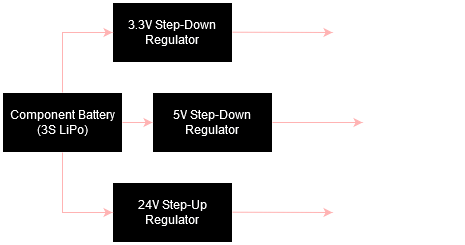 3.3V Step-Down
Regulator
Component Battery
(3S LiPo)
5V Step-Down
Regulator
24V Step-Up
Regulator